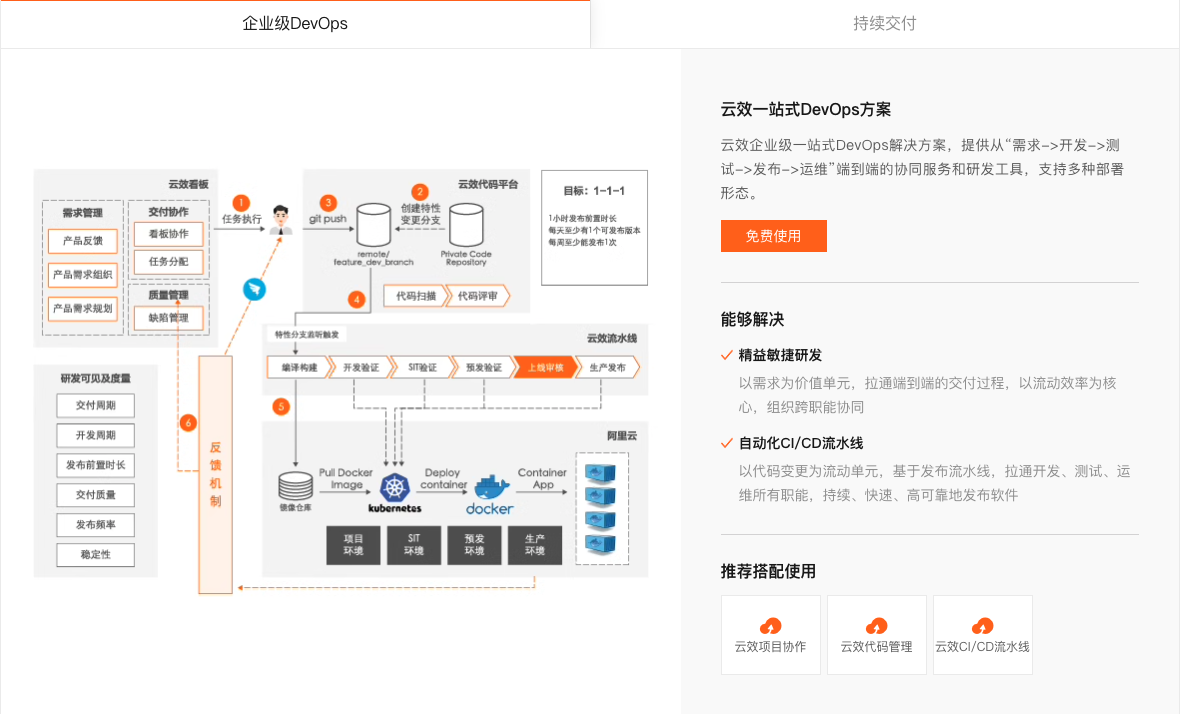 企业级DevOps
持续交付
云效看板
需求管理
产品反馈
产品需求组织
产品需求规划
交付协作
看板协作
任务分配
质量管理
缺陷管理
1
任务执行
云效代码平台
3
git push
2
创建特性
变更分支
remote/
feature_dev_branch
Private Code
Repository
4
代码扫描
代码评审
目标：1-1-1
1小时发布前置时长
每天至少有1个可发布版本
每周至少能发布1次
特性分支监听触发
云效流水线
编译构建
开发验证
SIT验证
预发验证
上线审核
生产发布
研发可见及度量
交付周期
开发周期
发布前置时长
交付质量
发布频率
稳定性
6
反
馈
机
制
5
阿里云
镜像仓库
Pull Docker
Image
kubernetes
Deploy
container
docker
Container
App
项目
环境
SIT
环境
预发
环境
生产
环境
云效一站式DevOps方案
云效企业级一站式DevOps解决方案，提供从“需求->开发->测
试->发布->运维”端到端的协同服务和研发工具，支持多种部署
形态。
免费使用
能够解决
精益敏捷研发
以需求为价值单元，拉通端到端的交付过程，以流动效率为核
心，组织跨职能协同
自动化CI/CD流水线
以代码变更为流动单元，基于发布流水线，拉通开发、测试、运
维所有职能，持续、快速、高可靠地发布软件
推荐搭配使用
云效项目协作
云效代码管理
云效CI/CD流水线